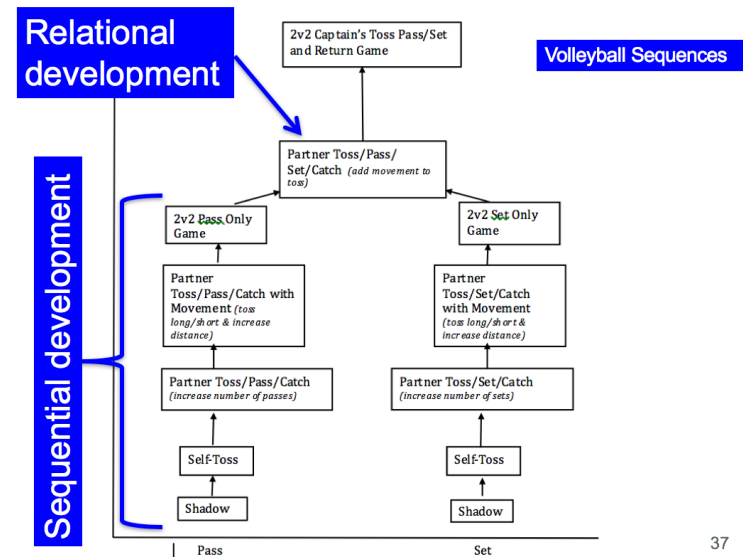 Relational
development
2v2 Captain's Toss Pass/Set
and Return Game
Volleyball Sequences
Partner Toss/Pass/
Set/Catch (add movement to
toss)
Sequential development
2v2 Pass Only
Game
2v2 Set Only
Game
Partner
Toss/Pass/Catch with
Movement (toss
long/short & increase
distance)
Partner
Toss/Set/Catch
with Movement
(toss long/short &
increase distance)
Partner Toss/Pass/Catch
(increase number of passes)
Partner Toss/Set/Catch
(increase number of sets)
Self-Toss
Self-Toss
Shadow
Shadow
Pass
Set
37